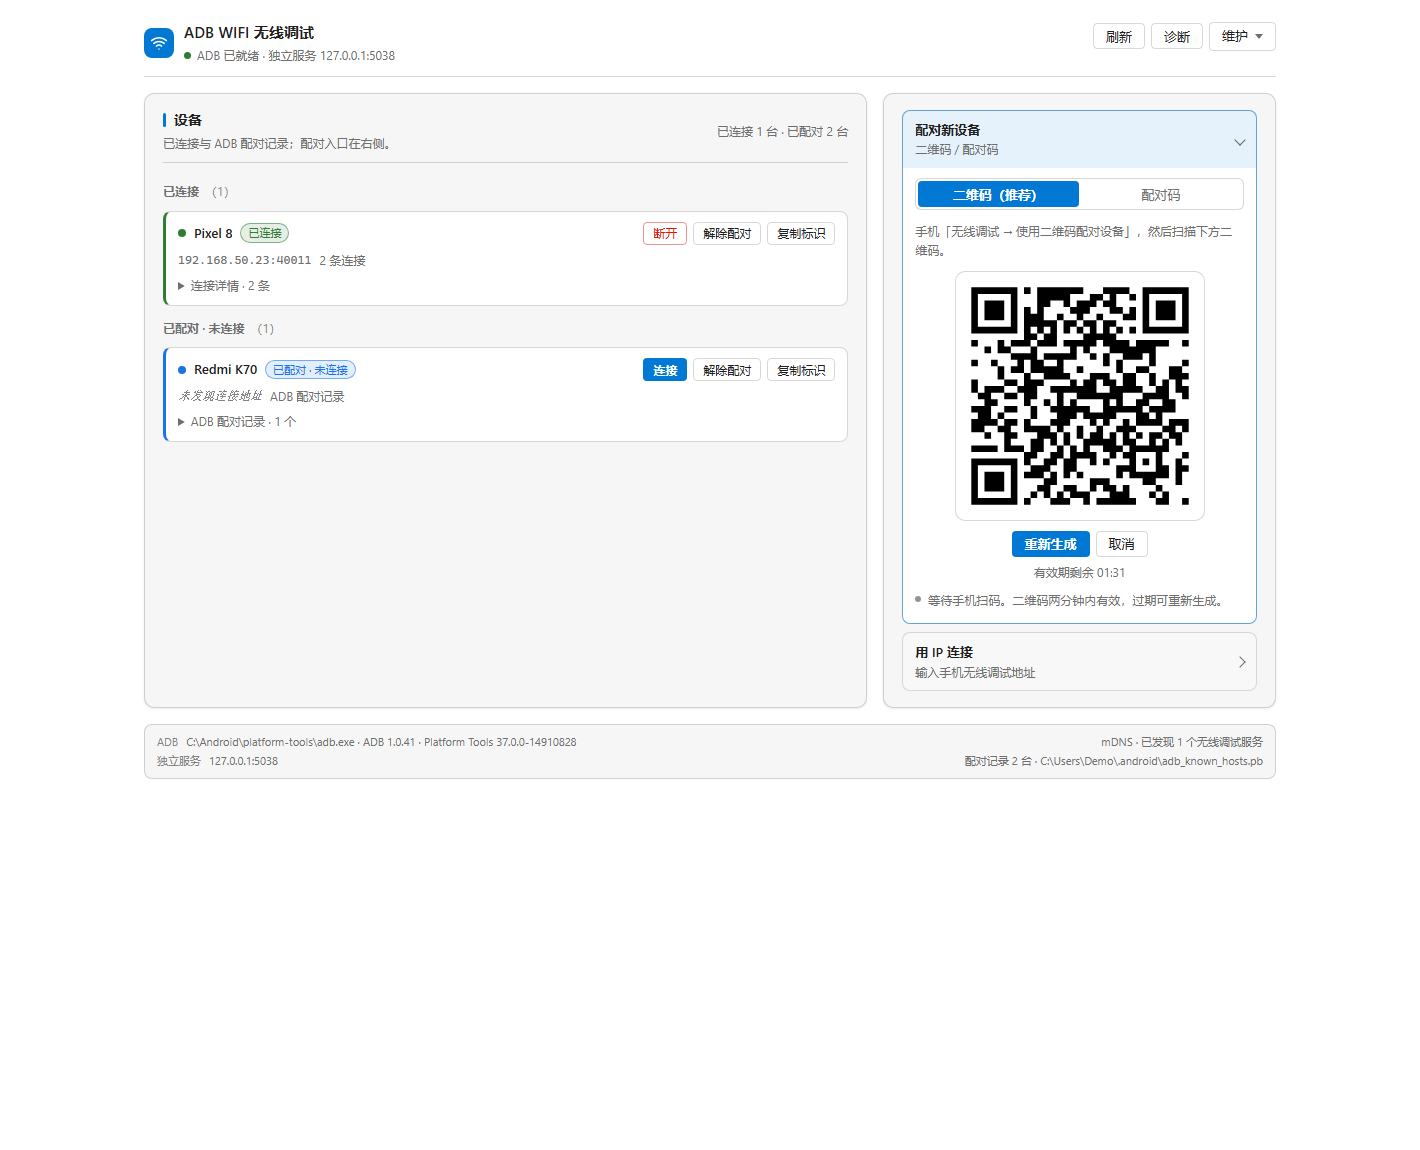 ADB WIFI 无线调试
ADB 已就绪 · 独立服务 127.0.0.1:5038
刷新
诊断
维护
设备
已连接与 ADB 配对记录；配对入口在右侧。
已连接 1 台 · 已配对 2 台
已连接 （1）
Pixel 8 已连接
断开
解除配对
复制标识
192.168.50.23:40011 2 条连接
连接详情 · 2 条
已配对 · 未连接 （1）
Redmi K70 已配对 · 未连接
连接
解除配对
复制标识
未发现连接地址 ADB 配对记录
ADB 配对记录 · 1 个
配对新设备
二维码 / 配对码
二维码（推荐）
配对码
手机「无线调试 → 使用二维码配对设备」，然后扫描下方二
维码。
重新生成
取消
有效期剩余 01:31
等待手机扫码。二维码两分钟内有效，过期可重新生成。
用 IP 连接
输入手机无线调试地址
ADB C:\Android\platform-tools\adb.exe · ADB 1.0.41 · Platform Tools 37.0.0-14910828
独立服务 127.0.0.1:5038
mDNS · 已发现 1 个无线调试服务
配对记录 2 台 · C:\Users\Demo\.android\adb_known_hosts.pb